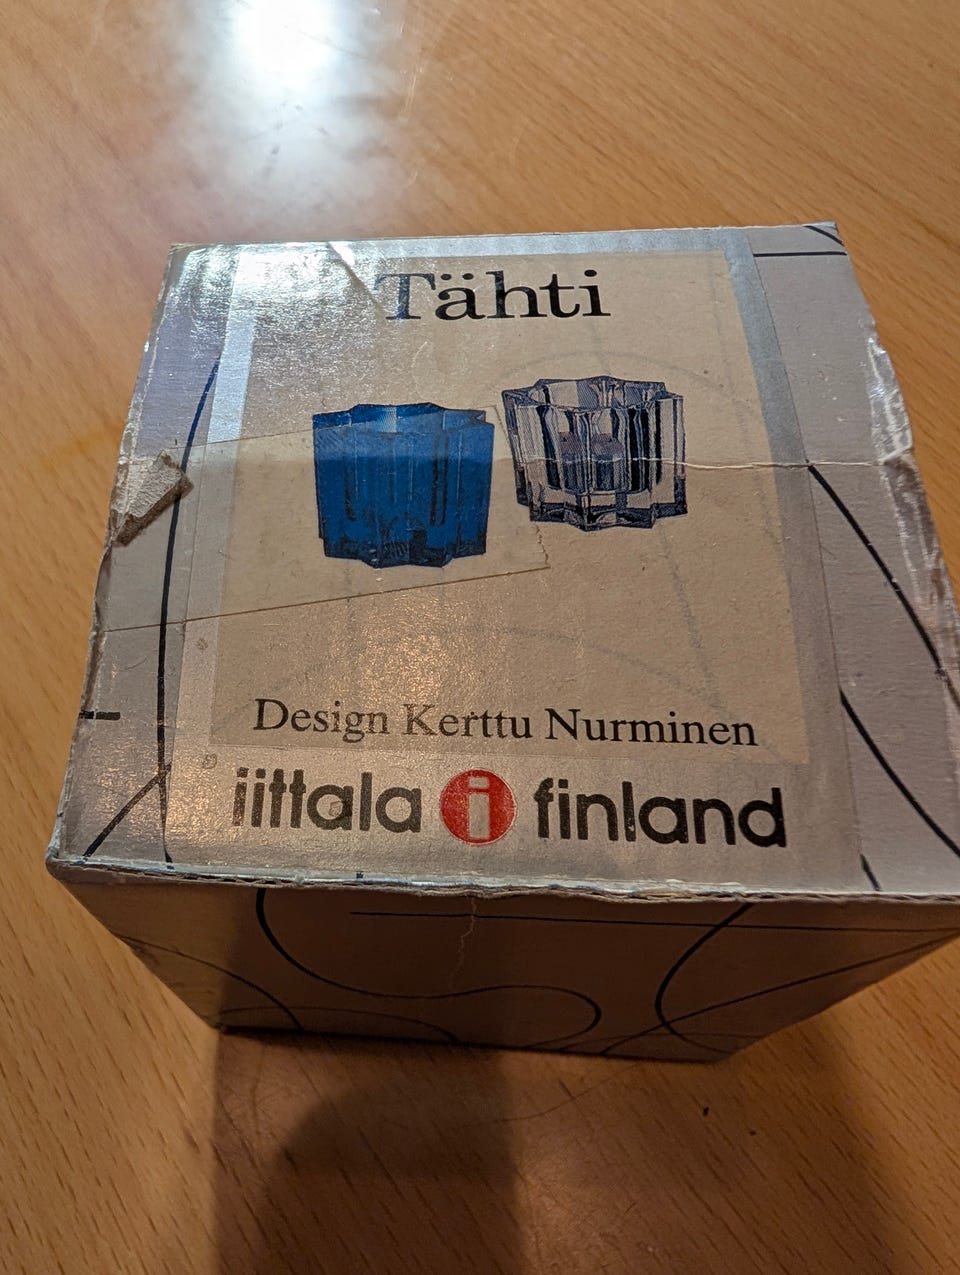 Tähti
Design Kerttu Nurminen
iittala i finland